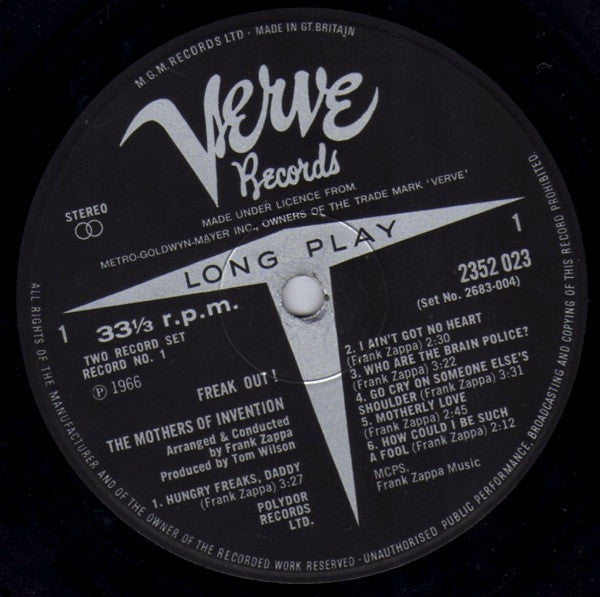 M.G.M. RECORDS LTD · MADE IN GT. BRITAIN
Verve
Records
STEREO
MADE UNDER LICENCE FROM
METRO-GOLDWYN-MAYER INC., OWNERS OF THE TRADE MARK 'VERVE'
LONG PLAY
1
1
33⅓ r.p.m.
TWO RECORD SET
RECORD NO. 1
Ⓟ 1966
2352 023
(Set No. 2683-004)
FREAK OUT!
THE MOTHERS OF INVENTION
Arranged & Conducted
by Frank Zappa
Produced by Tom Wilson
1. HUNGRY FREAKS, DADDY
(Frank Zappa) 3:27
POLYDOR
RECORDS
LTD.
2. I AIN'T GOT NO HEART
(Frank Zappa) 2:30
3. WHO ARE THE BRAIN POLICE?
(Frank Zappa) 3:22
4. GO CRY ON SOMEONE ELSE'S
SHOULDER (Frank Zappa) 3:31
5. MOTHERLY LOVE
(Frank Zappa) 2:45
6. HOW COULD I BE SUCH
A FOOL (Frank Zappa) 2:12
MCPS.
Frank Zappa Music
ALL RIGHTS OF THE MANUFACTURER AND OF THE OWNER OF THE RECORDED WORK RESERVED · UNAUTHORISED PUBLIC PERFORMANCE, BROADCASTING AND COPYING OF THIS RECORD PROHIBITED.